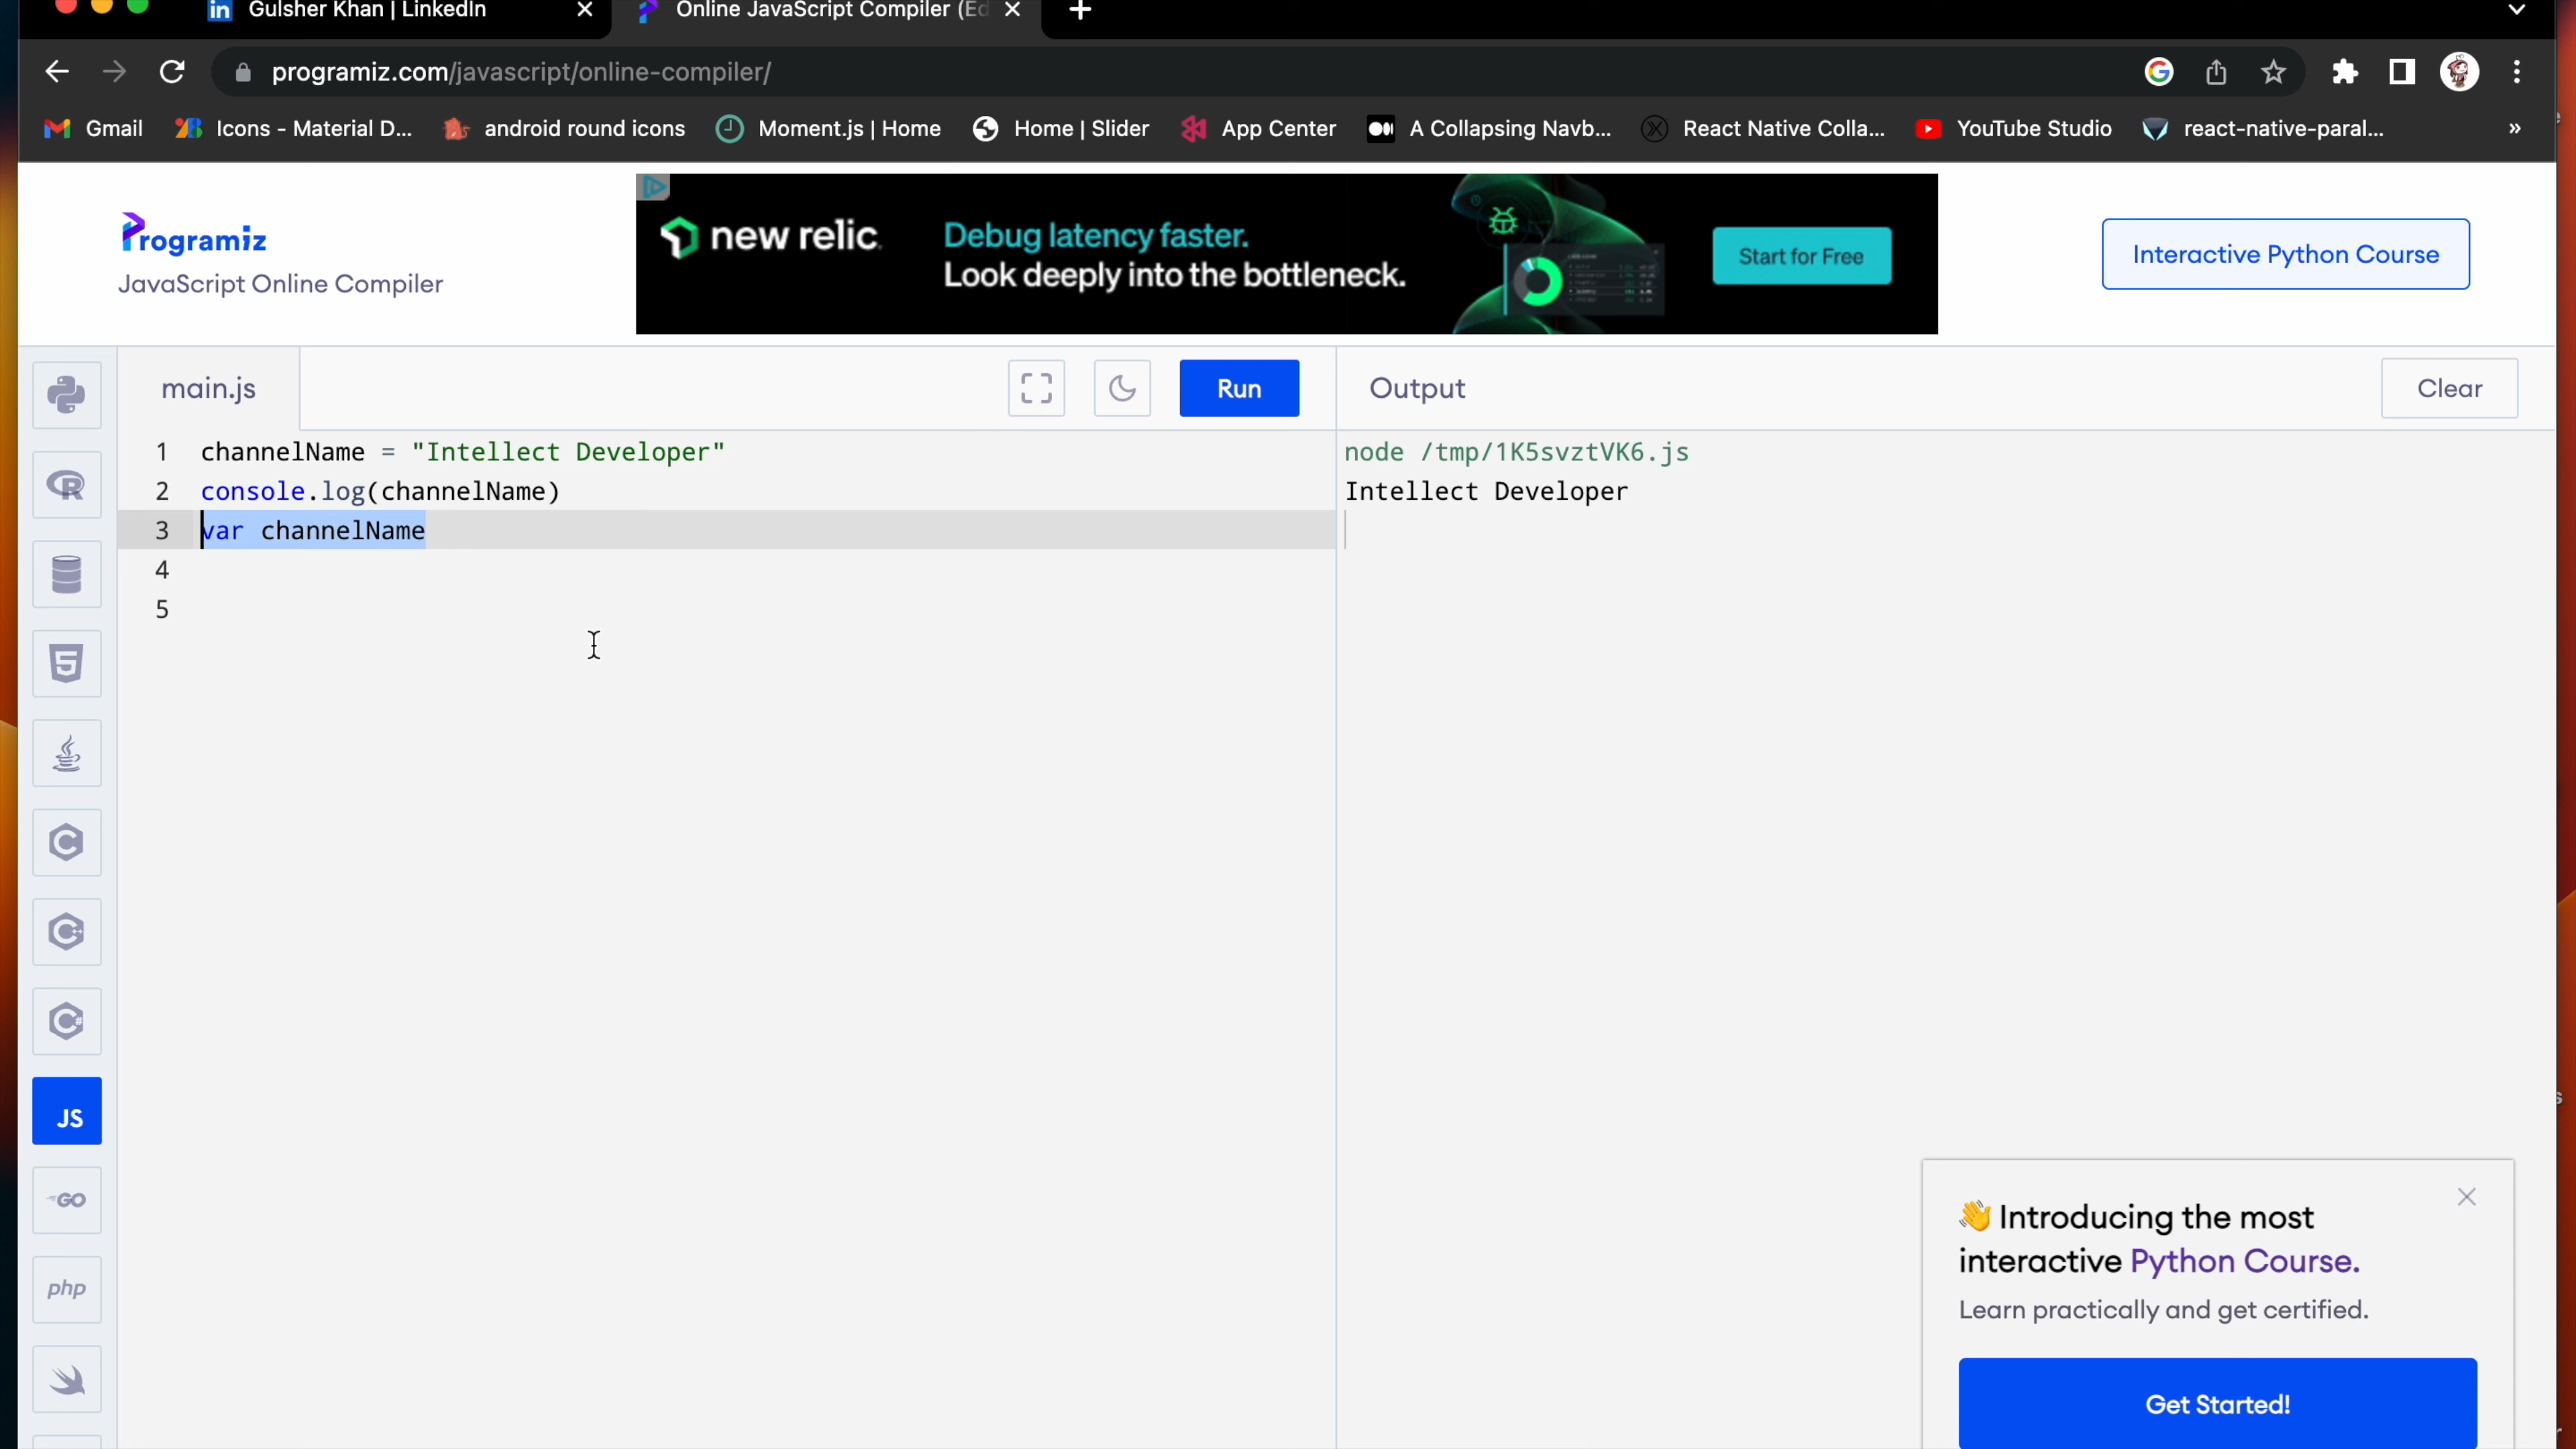 Gulsher Khan | LinkedIn
Online JavaScript Compiler (Ed
programiz.com/javascript/online-compiler/
Gmail
Icons - Material D...
android round icons
Moment.js | Home
Home | Slider
App Center
A Collapsing Navb...
React Native Colla...
YouTube Studio
react-native-paral...
»
Programiz
JavaScript Online Compiler
new relic.
Debug latency faster.
Look deeply into the bottleneck.
Start for Free
Interactive Python Course
main.js
Run
Output
Clear
1 channelName = "Intellect Developer"
2 console.log(channelName)
3 var channelName
4
5
node /tmp/1K5svztVK6.js
Intellect Developer
JS
GO
php
👋 Introducing the most
interactive Python Course.
Learn practically and get certified.
Get Started!